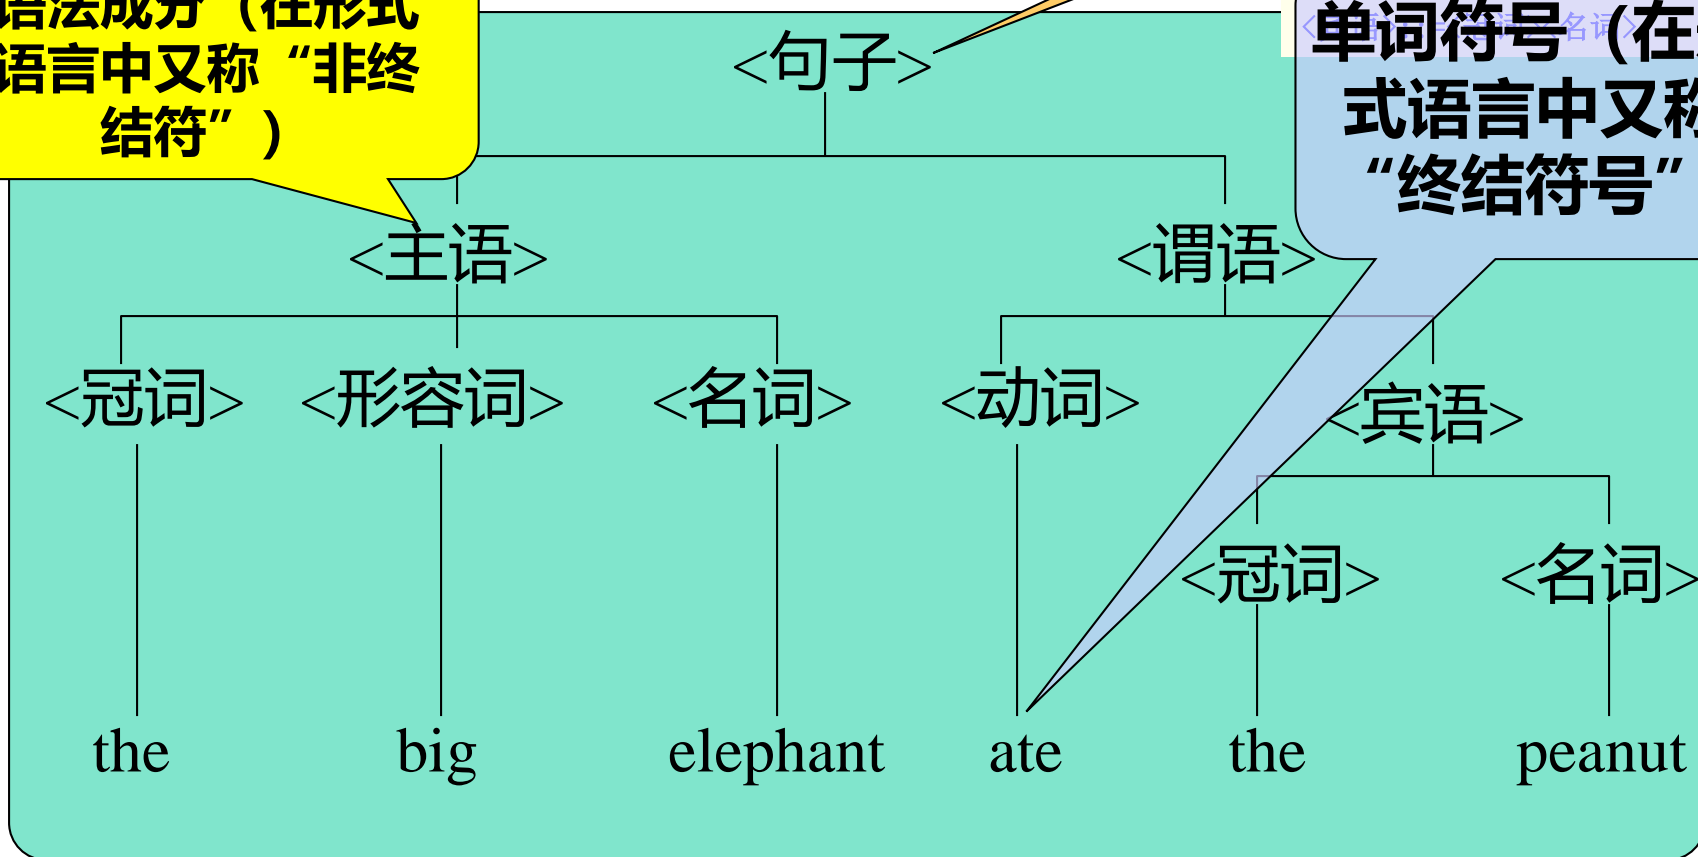 语法成分（在形式
语言中又称“非终
结符”）
<句子>
单词符号（在
式语言中又称
“终结符号”
<主语>
<谓语>
<冠词> <形容词> <名词> <动词> <宾语>
<冠词> <名词>
the big elephant ate the peanut